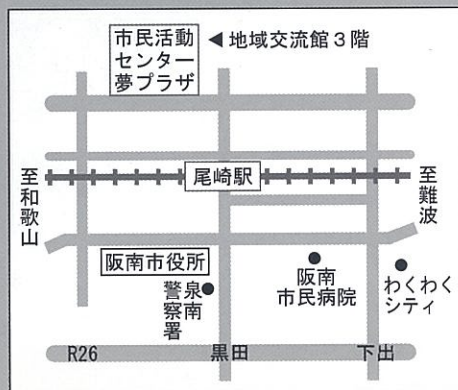 市民活動
センター
夢プラザ
◀地域交流館3階
尾崎駅
至和歌山
至難波
阪南市役所
泉南
警察署
阪南
市民病院
わくわく
シティ
R26
黒田
下出